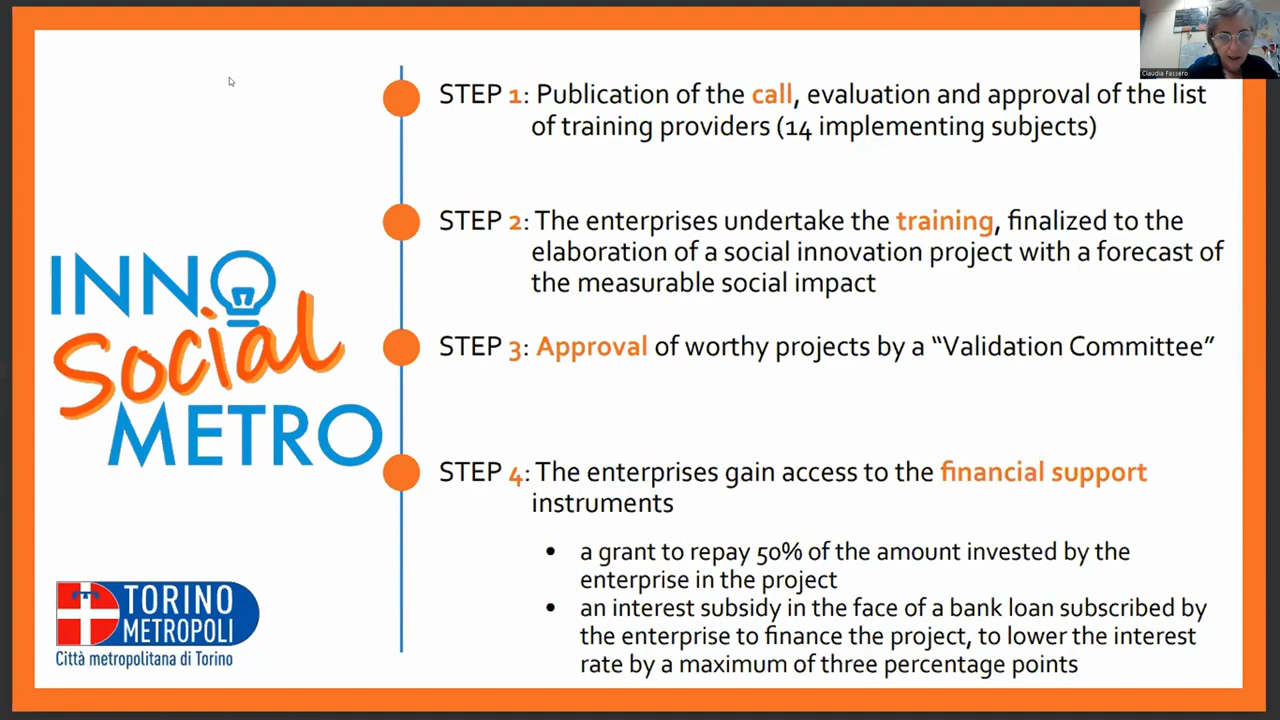 Claudia Fassero
STEP 1: Publication of the call, evaluation and approval of the list
of training providers (14 implementing subjects)
STEP 2: The enterprises undertake the training, finalized to the
elaboration of a social innovation project with a forecast of
the measurable social impact
INNO
Social
METRO
STEP 3: Approval of worthy projects by a “Validation Committee”
STEP 4: The enterprises gain access to the financial support
instruments
• a grant to repay 50% of the amount invested by the
enterprise in the project
• an interest subsidy in the face of a bank loan subscribed by
the enterprise to finance the project, to lower the interest
rate by a maximum of three percentage points
TORINO
METROPOLI
Città metropolitana di Torino